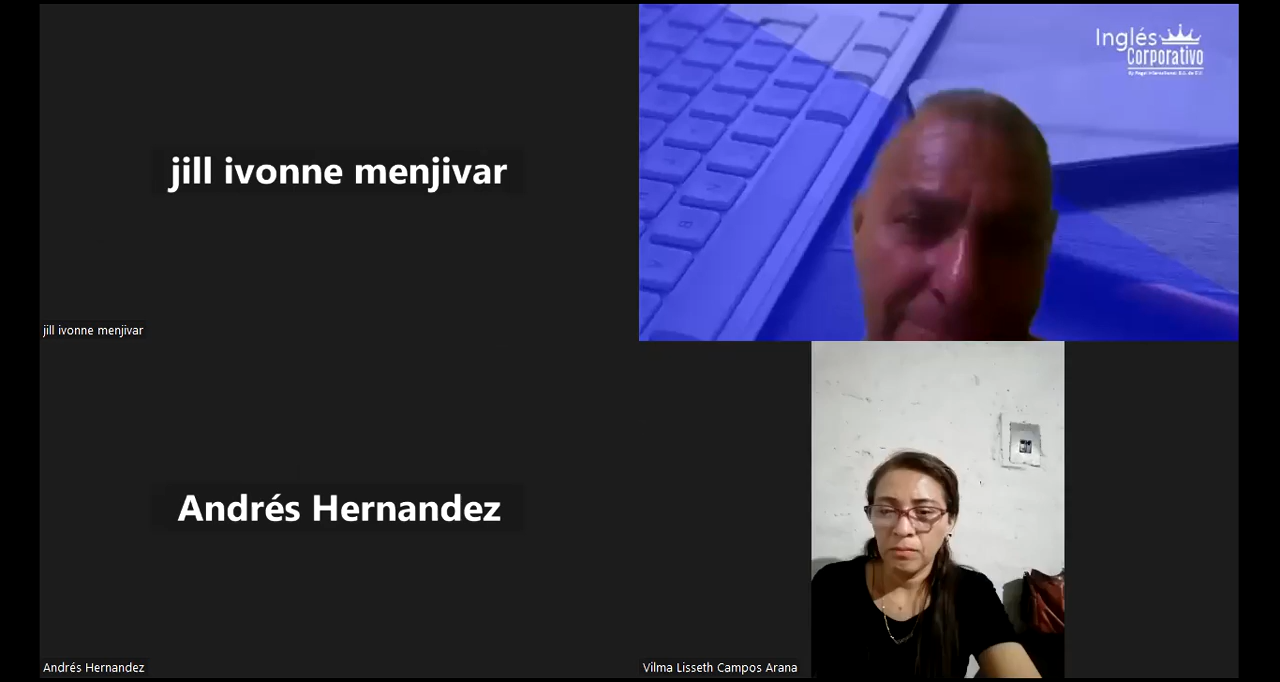 jill ivonne menjivar
Inglés
Corporativo
jill ivonne menjivar
Andrés Hernandez
Andrés Hernandez
Vilma Lisseth Campos Arana